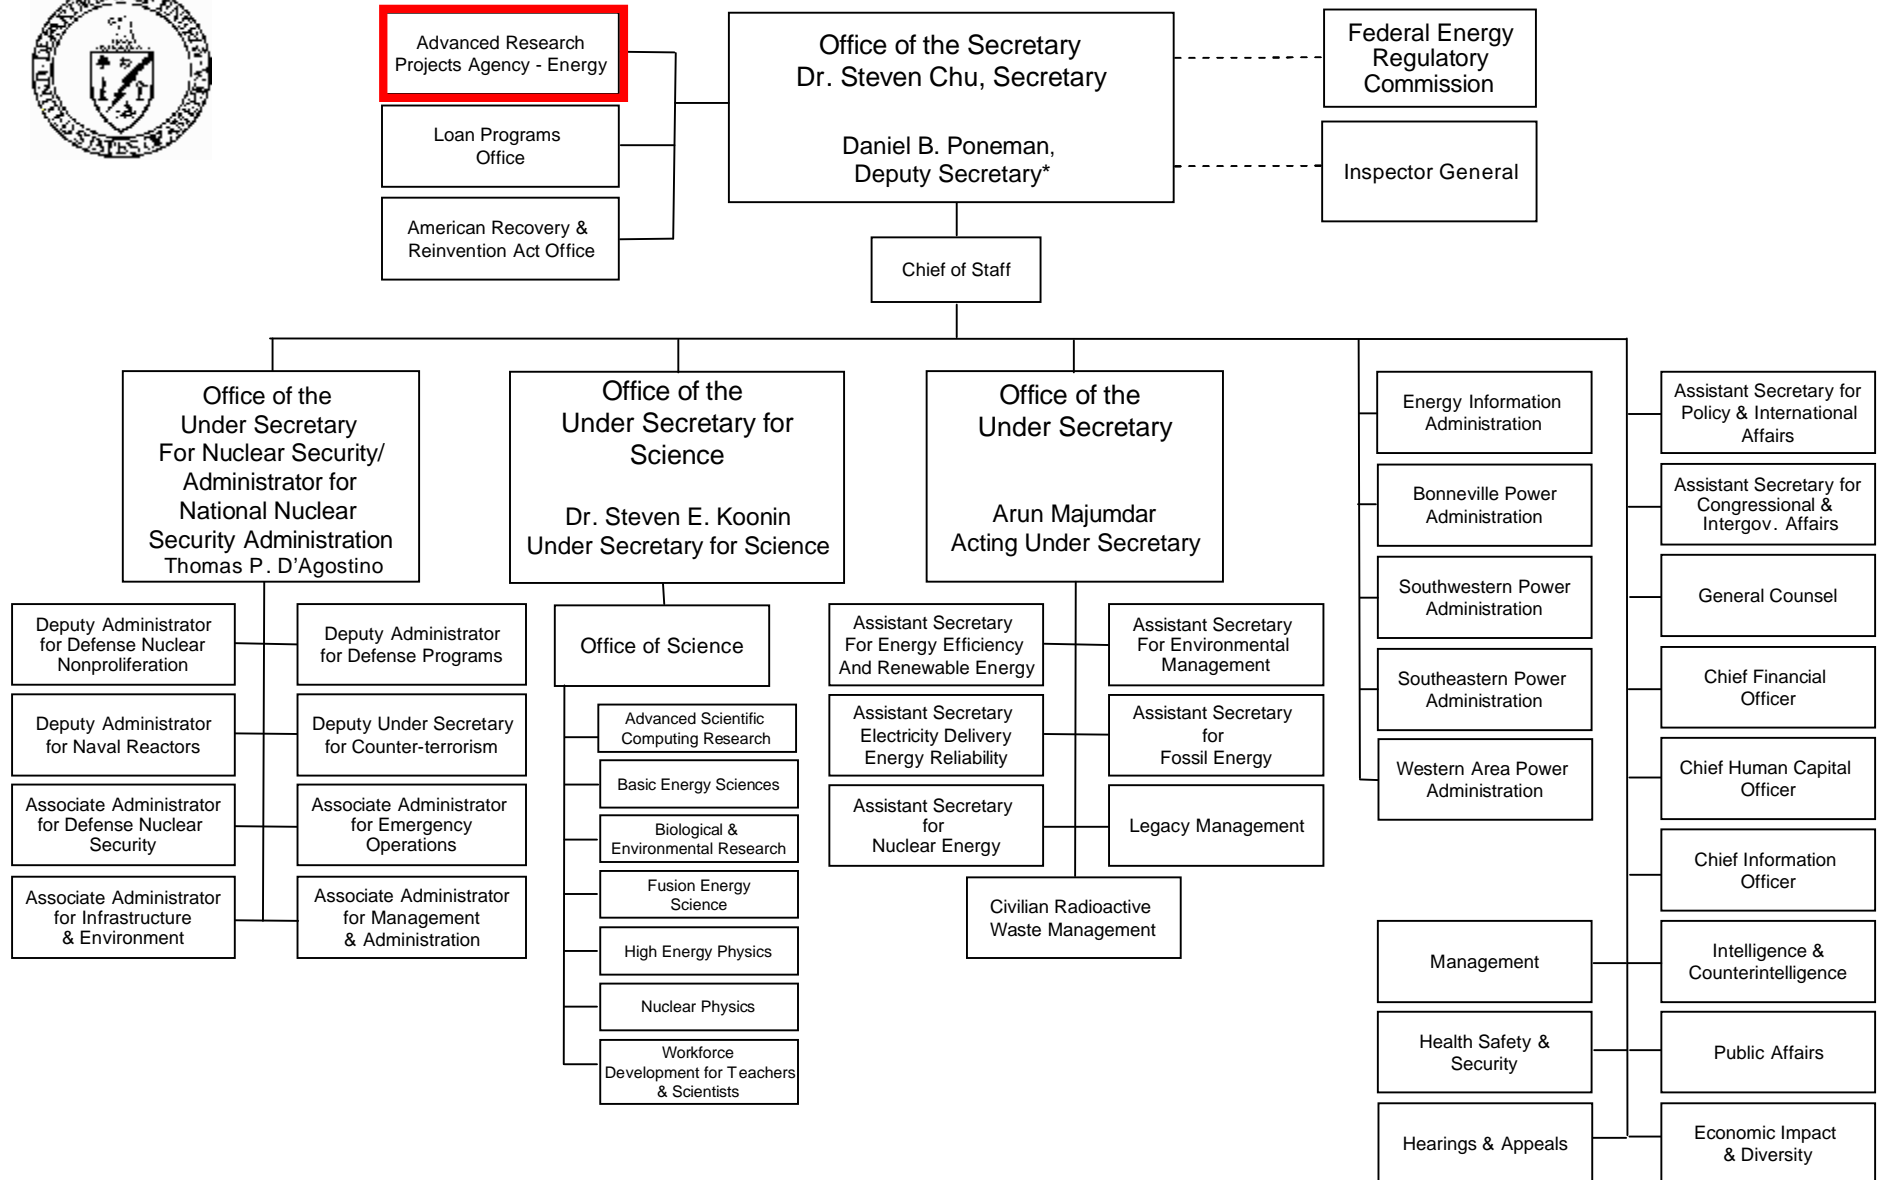 DEPARTMENT OF ENERGY
UNITED STATES OF AMERICA
Advanced Research
Projects Agency - Energy
Loan Programs
Office
American Recovery &
Reinvention Act Office
Office of the Secretary
Dr. Steven Chu, Secretary
Daniel B. Poneman,
Deputy Secretary*
Federal Energy
Regulatory
Commission
Inspector General
Chief of Staff
Office of the
Under Secretary
For Nuclear Security/
Administrator for
National Nuclear
Security Administration
Thomas P. D'Agostino
Deputy Administrator
for Defense Nuclear
Nonproliferation
Deputy Administrator
for Defense Programs
Deputy Administrator
for Naval Reactors
Deputy Under Secretary
for Counter-terrorism
Associate Administrator
for Defense Nuclear
Security
Associate Administrator
for Emergency
Operations
Associate Administrator
for Infrastructure
& Environment
Associate Administrator
for Management
& Administration
Office of the
Under Secretary for
Science
Dr. Steven E. Koonin
Under Secretary for Science
Office of Science
Advanced Scientific
Computing Research
Basic Energy Sciences
Biological &
Environmental Research
Fusion Energy
Science
High Energy Physics
Nuclear Physics
Workforce
Development for Teachers
& Scientists
Office of the
Under Secretary
Arun Majumdar
Acting Under Secretary
Assistant Secretary
For Energy Efficiency
And Renewable Energy
Assistant Secretary
For Environmental
Management
Assistant Secretary
Electricity Delivery
Energy Reliability
Assistant Secretary
for
Fossil Energy
Assistant Secretary
for
Nuclear Energy
Legacy Management
Civilian Radioactive
Waste Management
Energy Information
Administration
Bonneville Power
Administration
Southwestern Power
Administration
Southeastern Power
Administration
Western Area Power
Administration
Management
Health Safety &
Security
Hearings & Appeals
Assistant Secretary for
Policy & International
Affairs
Assistant Secretary for
Congressional &
Intergov. Affairs
General Counsel
Chief Financial
Officer
Chief Human Capital
Officer
Chief Information
Officer
Intelligence &
Counterintelligence
Public Affairs
Economic Impact
& Diversity